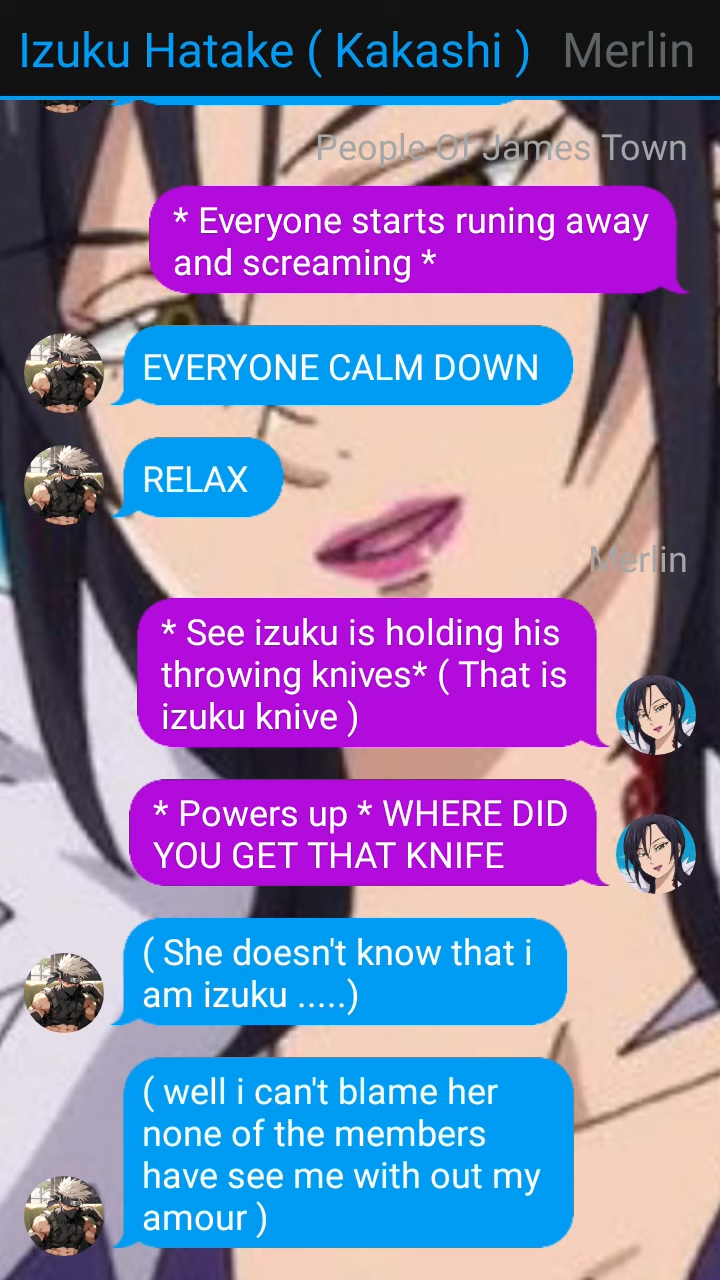 Izuku Hatake ( Kakashi ) Merlin
People Of James Town
* Everyone starts runing away
and screaming *
EVERYONE CALM DOWN
RELAX
Merlin
* See izuku is holding his
throwing knives* ( That is
izuku knive )
* Powers up * WHERE DID
YOU GET THAT KNIFE
( She doesn't know that i
am izuku .....)
( well i can't blame her
none of the members
have see me with out my
amour )